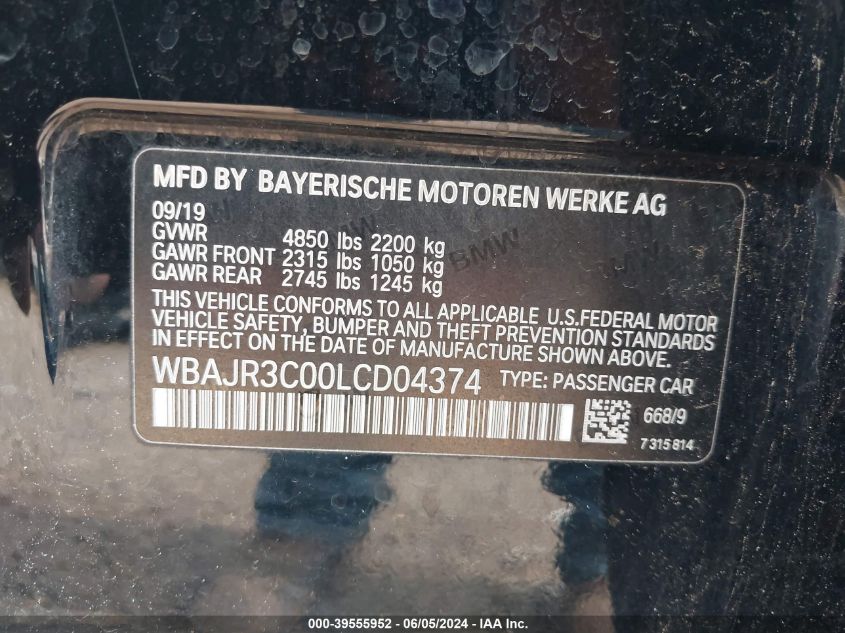 MFD BY BAYERISCHE MOTOREN WERKE AG
09/19
GVWR 4850 lbs 2200 kg
GAWR FRONT 2315 lbs 1050 kg
GAWR REAR 2745 lbs 1245 kg
BMW
THIS VEHICLE CONFORMS TO ALL APPLICABLE U.S.FEDERAL MOTOR
VEHICLE SAFETY, BUMPER AND THEFT PREVENTION STANDARDS
IN EFFECT ON THE DATE OF MANUFACTURE SHOWN ABOVE.
WBAJR3C00LCD04374 TYPE: PASSENGER CAR
668/9
7 315 814
000-39555952 - 06/05/2024 - IAA Inc.